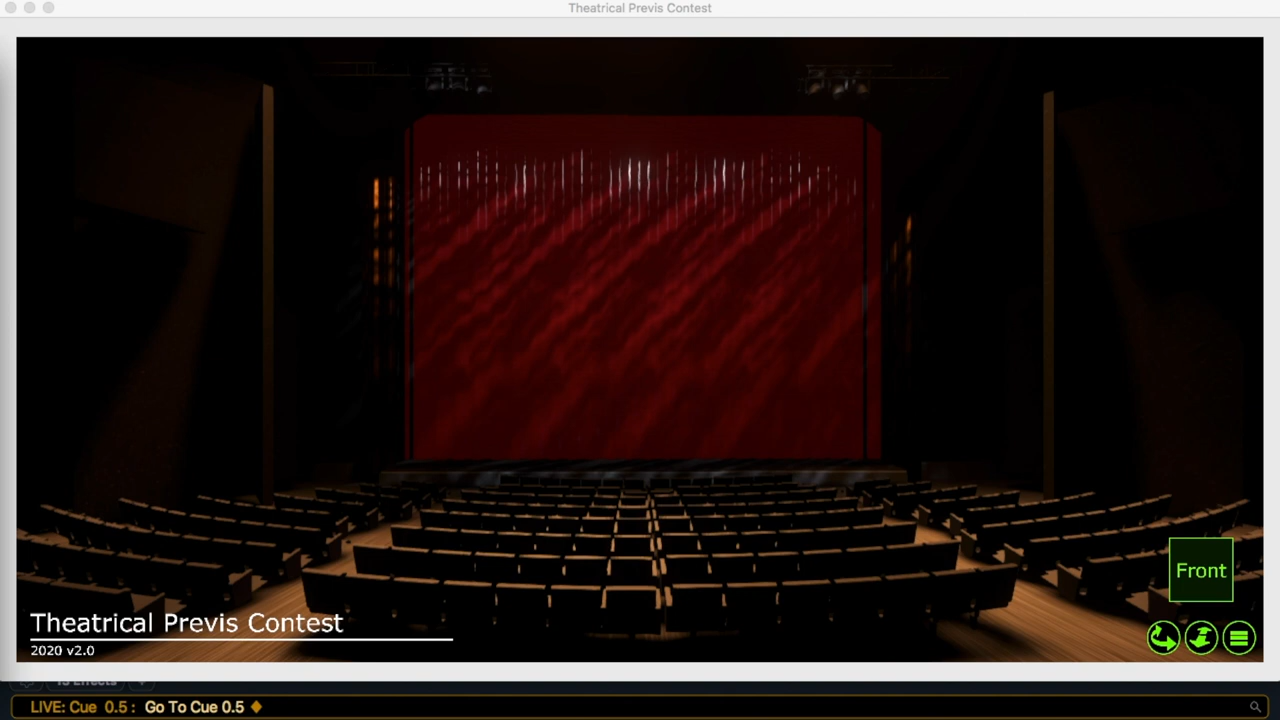 Theatrical Previs Contest
Front
Theatrical Previs Contest
2020 v2.0
LIVE: Cue 0.5 : Go To Cue 0.5